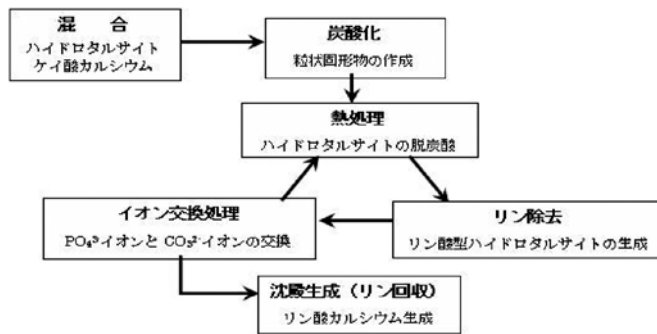 混　合
ハイドロタルサイト
ケイ酸カルシウム
炭酸化
粒状固形物の作成
熱処理
ハイドロタルサイトの脱炭酸
イオン交換処理
PO₄³⁻イオンと CO₃²⁻イオンの交換
リン除去
リン酸型ハイドロタルサイトの生成
沈殿生成（リン回収）
リン酸カルシウム生成